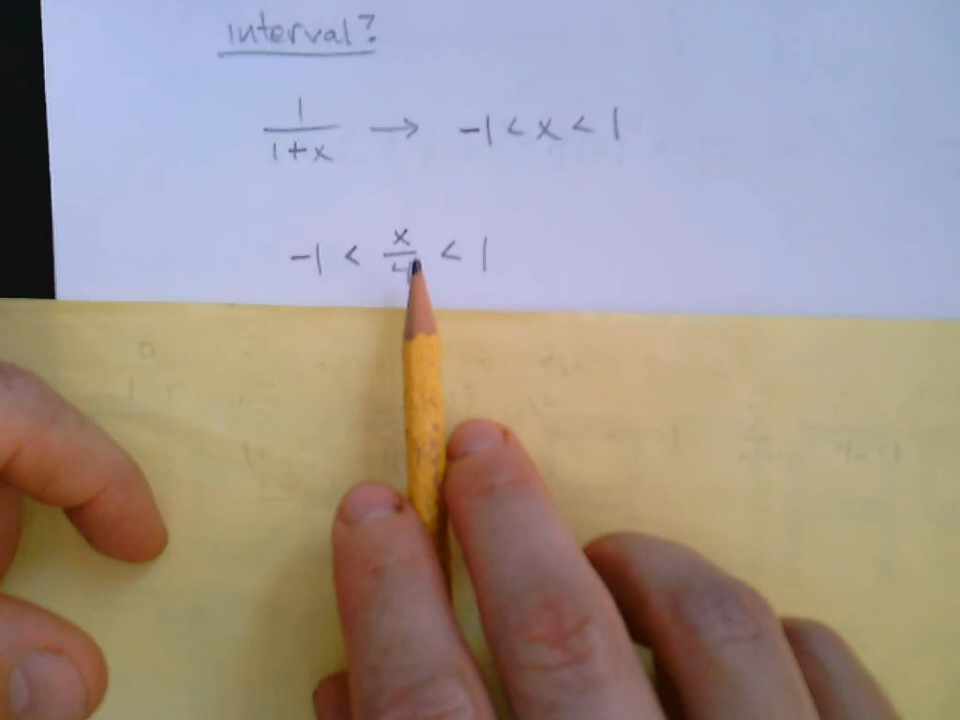 interval?
1/(1+x) → -1 < x < 1
-1 < x/4 < 1